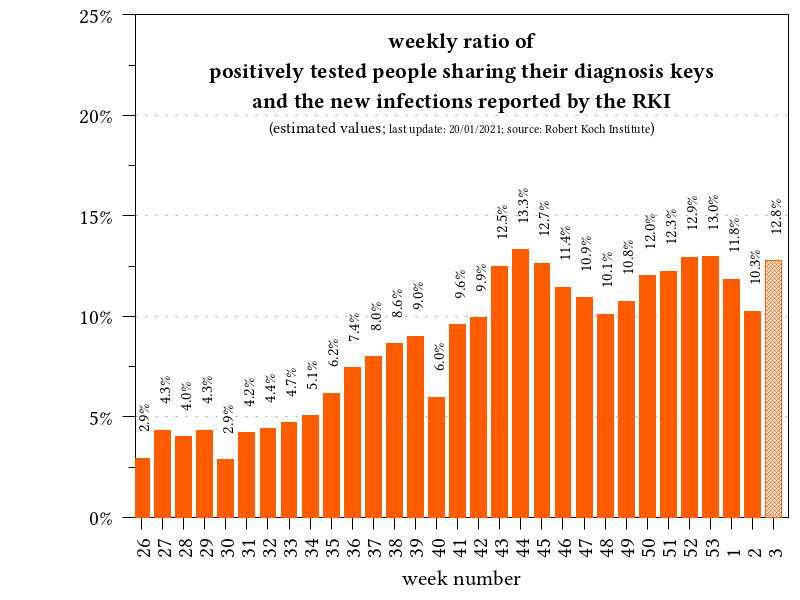 weekly ratio of
positively tested people sharing their diagnosis keys
and the new infections reported by the RKI
(estimated values; last update: 20/01/2021; source: Robert Koch Institute)
25%
20%
15%
10%
5%
0%
2.9% 4.3% 4.0% 4.3% 2.9% 4.2% 4.4% 4.7% 5.1% 6.2% 7.4% 8.0% 8.6% 9.0% 6.0% 9.6% 9.9% 12.5% 13.3% 12.7% 11.4% 10.9% 10.1% 10.8% 12.0% 12.3% 12.9% 13.0% 11.8% 10.3% 12.8%
26 27 28 29 30 31 32 33 34 35 36 37 38 39 40 41 42 43 44 45 46 47 48 49 50 51 52 53 1 2 3
week number